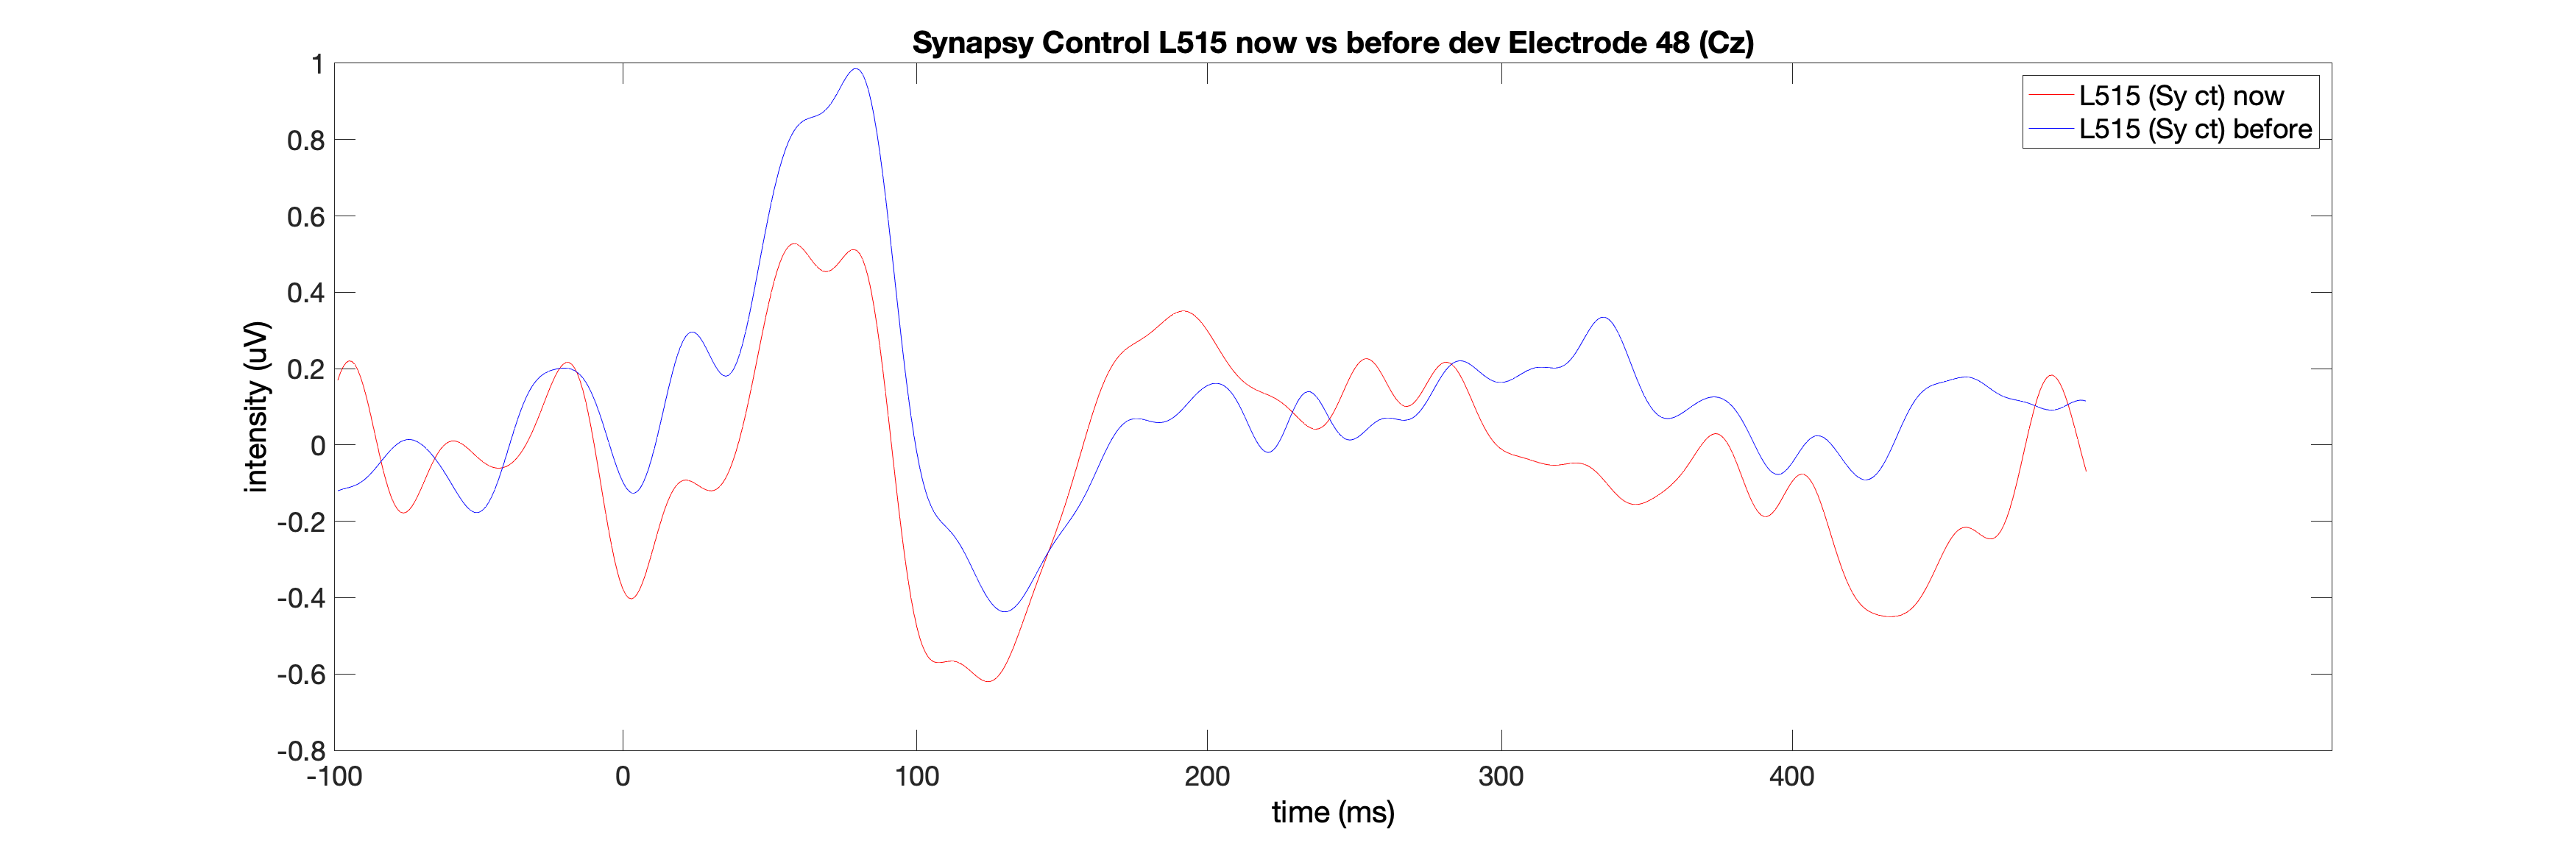 Synapsy Control L515 now vs before dev Electrode 48 (Cz)
1
0.8
0.6
0.4
0.2
0
-0.2
-0.4
-0.6
-0.8
intensity (uV)
L515 (Sy ct) now
L515 (Sy ct) before
-100 0 100 200 300 400
time (ms)